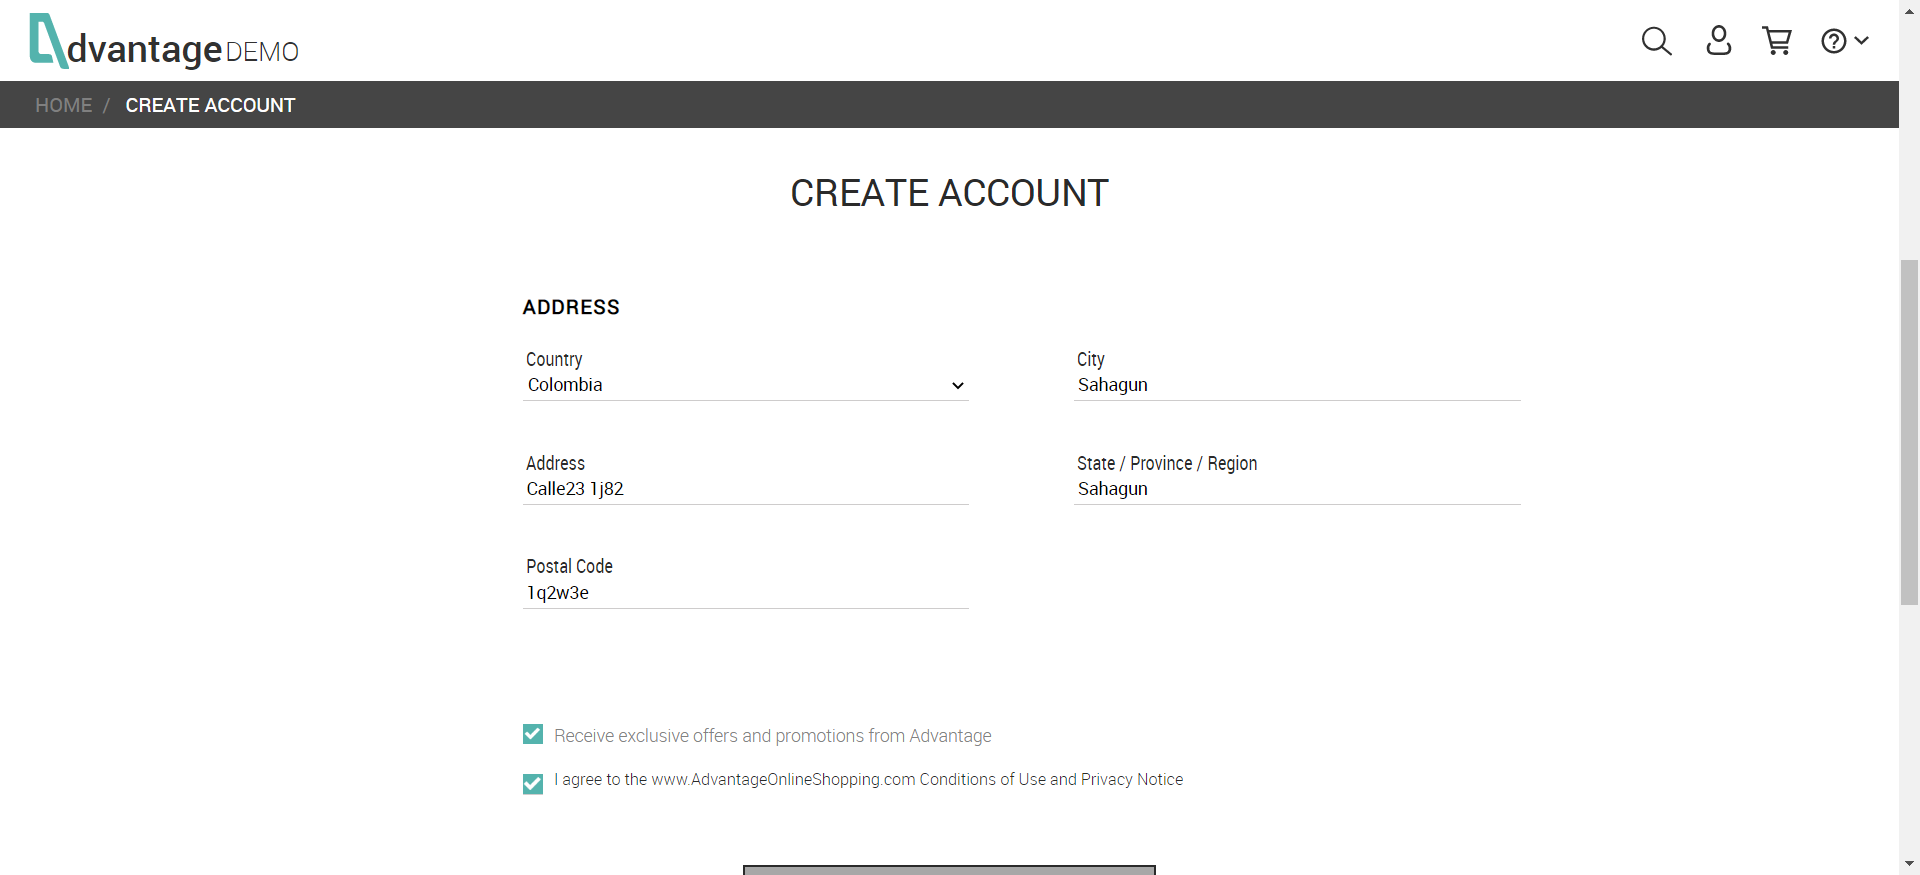 dvantage DEMO
HOME / CREATE ACCOUNT
CREATE ACCOUNT
ADDRESS
Country
Colombia
City
Sahagun
Address
Calle23 1j82
State / Province / Region
Sahagun
Postal Code
1q2w3e
Receive exclusive offers and promotions from Advantage
I agree to the www.AdvantageOnlineShopping.com Conditions of Use and Privacy Notice